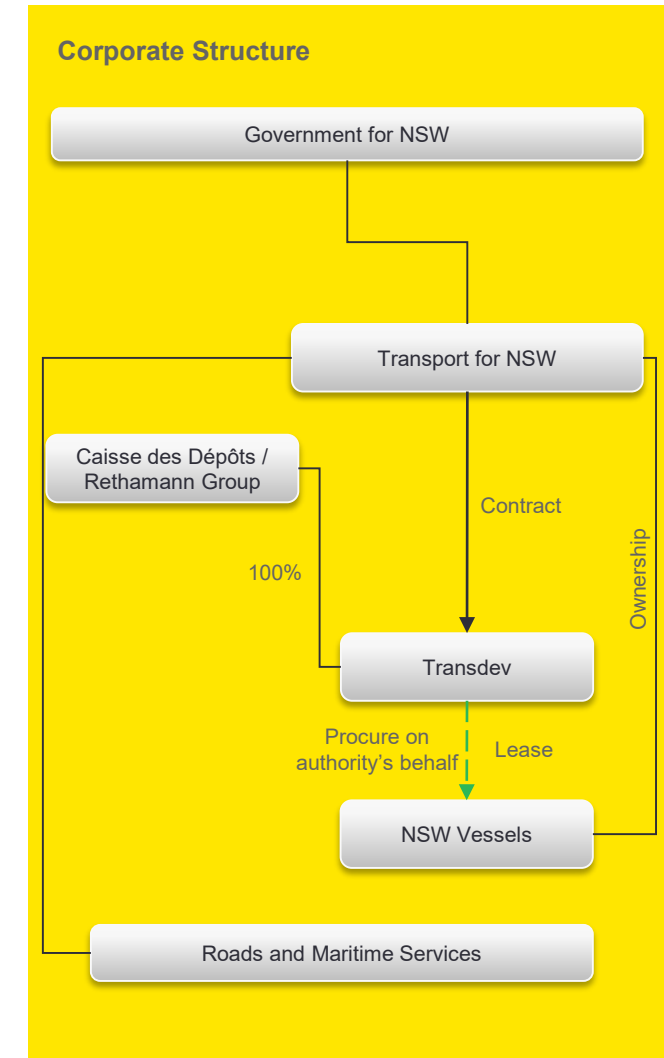 Corporate Structure
Government for NSW
Transport for NSW
Caisse des Dépôts /
Rethamann Group
Contract
Ownership
100%
Transdev
Procure on
authority’s behalf
Lease
NSW Vessels
Roads and Maritime Services